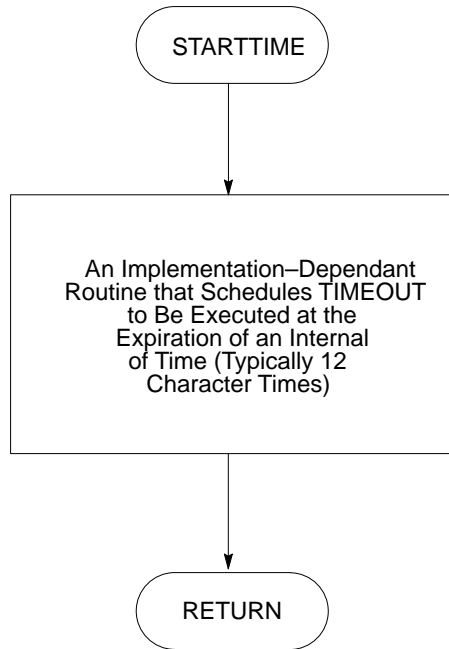 STARTTIME
An Implementation–Dependant
Routine that Schedules TIMEOUT
to Be Executed at the
Expiration of an Internal
of Time (Typically 12
Character Times)
RETURN